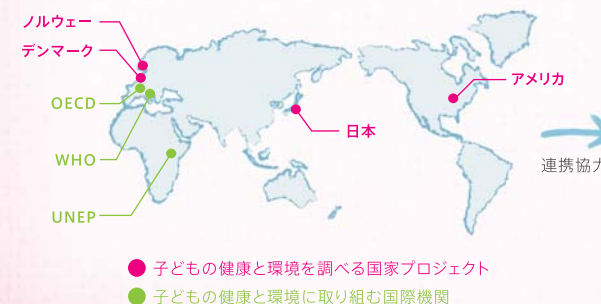 ノルウェー
デンマーク
OECD
WHO
UNEP
日本
アメリカ
連携協力
子どもの健康と環境を調べる国家プロジェクト
子どもの健康と環境に取り組む国際機関